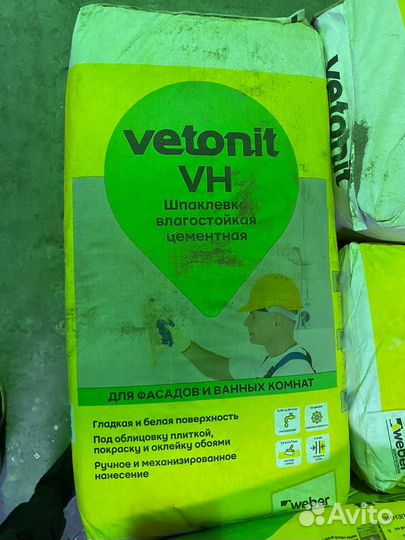 vetonit
VH
Шпаклевка
влагостойкая
цементная
ДЛЯ ФАСАДОВ И ВАННЫХ КОМНАТ
Гладкая и белая поверхность
Под облицовку плиткой,
покраску и оклейку обоями
Ручное и механизированное
нанесение
weber
vetonit
Avito